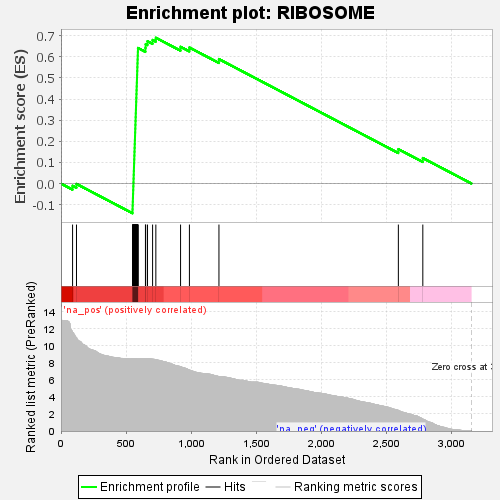 Enrichment plot: RIBOSOME
Enrichment score (ES)
0.7
0.6
0.5
0.4
0.3
0.2
0.1
0.0
-0.1
'na_pos' (positively correlated)
Ranked list metric (PreRanked)
14
12
10
8
6
4
2
0
Zero cross at
'na_neg' (negatively correlated)
0
500
1,000
1,500
2,000
2,500
3,000
Rank in Ordered Dataset
Enrichment profile
Hits
Ranking metric scores